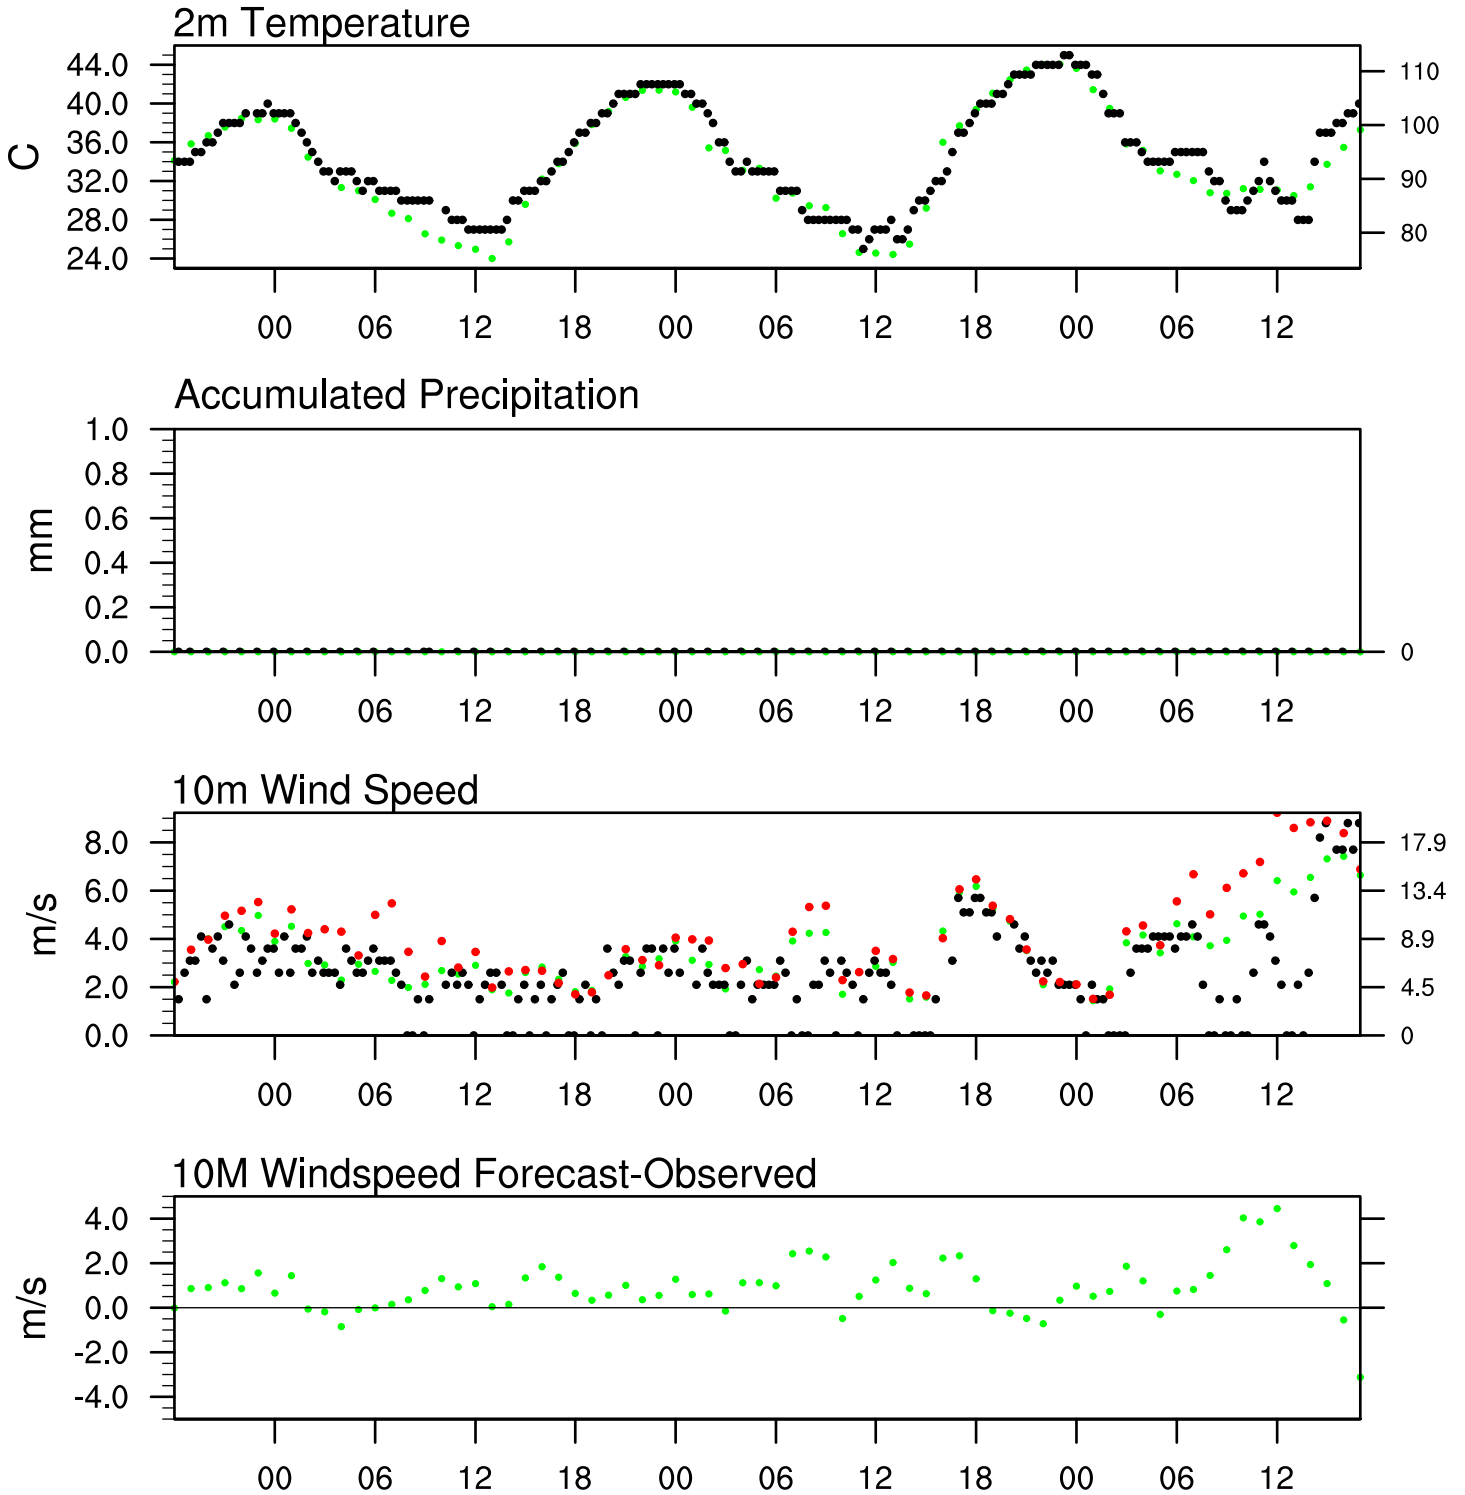 2m Temperature
C
44.0 110
40.0
36.0 100
32.0 90
28.0 80
24.0
00 06 12 18 00 06 12 18 00 06 12
Accumulated Precipitation
mm
1.0
0.8
0.6
0.4
0.2
0.0 0
00 06 12 18 00 06 12 18 00 06 12
10m Wind Speed
m/s
8.0 17.9
6.0 13.4
4.0 8.9
2.0 4.5
0.0 0
00 06 12 18 00 06 12 18 00 06 12
10M Windspeed Forecast-Observed
m/s
4.0
2.0
0.0
-2.0
-4.0
00 06 12 18 00 06 12 18 00 06 12